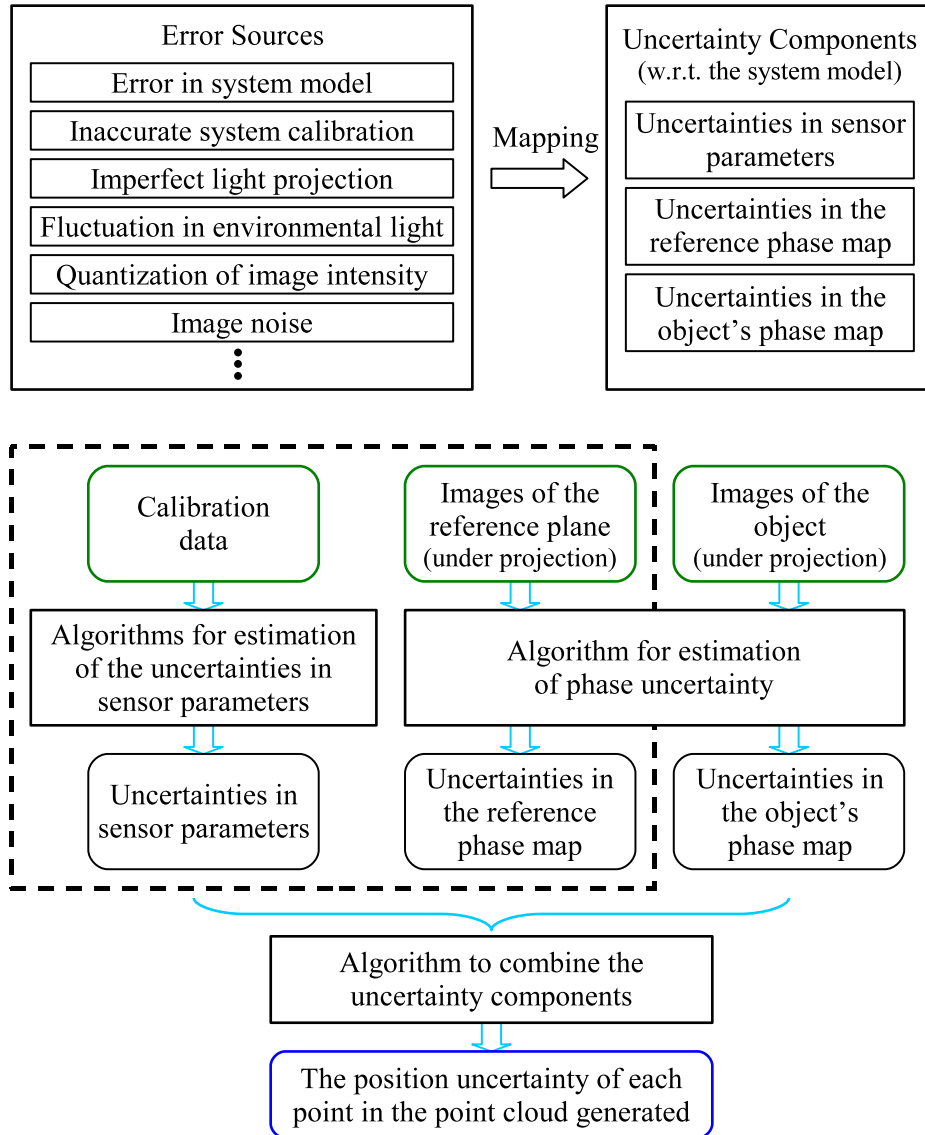 Error Sources
Error in system model
Inaccurate system calibration
Imperfect light projection
Fluctuation in environmental light
Quantization of image intensity
Image noise
Mapping
Uncertainty Components
(w.r.t. the system model)
Uncertainties in sensor
parameters
Uncertainties in the
reference phase map
Uncertainties in the
object’s phase map
Calibration
data
Images of the
reference plane
(under projection)
Images of the
object
(under projection)
Algorithms for estimation
of the uncertainties in
sensor parameters
Algorithm for estimation
of phase uncertainty
Uncertainties in
sensor parameters
Uncertainties in
the reference
phase map
Uncertainties in
the object’s
phase map
Algorithm to combine the
uncertainty components
The position uncertainty of each
point in the point cloud generated